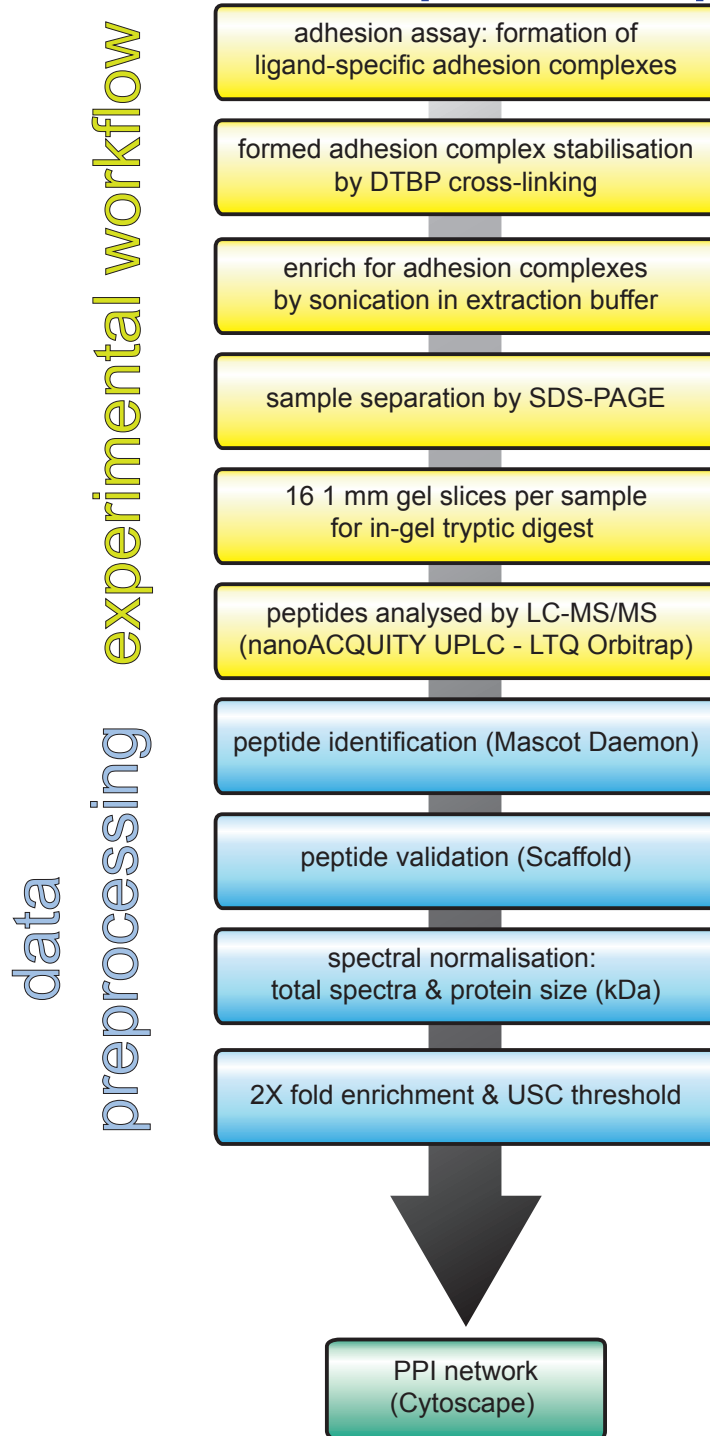 experimental workflow
adhesion assay: formation of
ligand-specific adhesion complexes
formed adhesion complex stabilisation
by DTBP cross-linking
enrich for adhesion complexes
by sonication in extraction buffer
sample separation by SDS-PAGE
16 1 mm gel slices per sample
for in-gel tryptic digest
peptides analysed by LC-MS/MS
(nanoACQUITY UPLC - LTQ Orbitrap)
data
preprocessing
peptide identification (Mascot Daemon)
peptide validation (Scaffold)
spectral normalisation:
total spectra & protein size (kDa)
2X fold enrichment & USC threshold
PPI network
(Cytoscape)